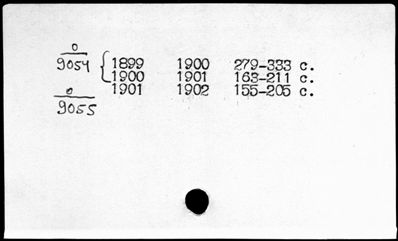 0
9054 { 1899 1900 279-333 c.
1900 1901 163-211 c.
0
1901 1902 155-205 c.
9055